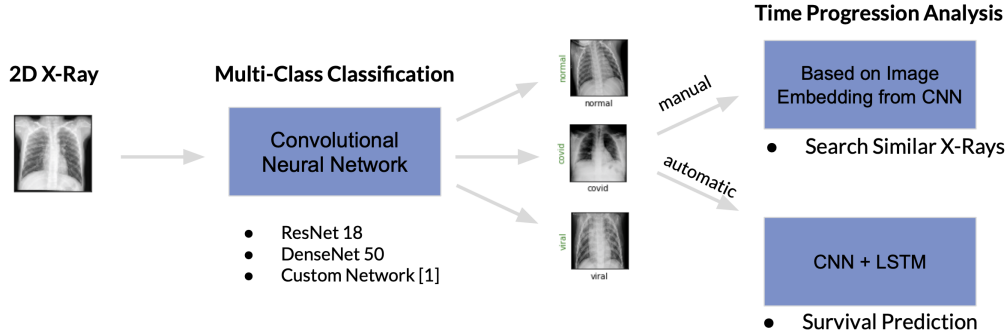 2D X-Ray
Multi-Class Classification
Convolutional
Neural Network
● ResNet 18
● DenseNet 50
● Custom Network [1]
normal
normal
covid
covid
viral
viral
manual
automatic
Time Progression Analysis
Based on Image
Embedding from CNN
● Search Similar X-Rays
CNN + LSTM
● Survival Prediction